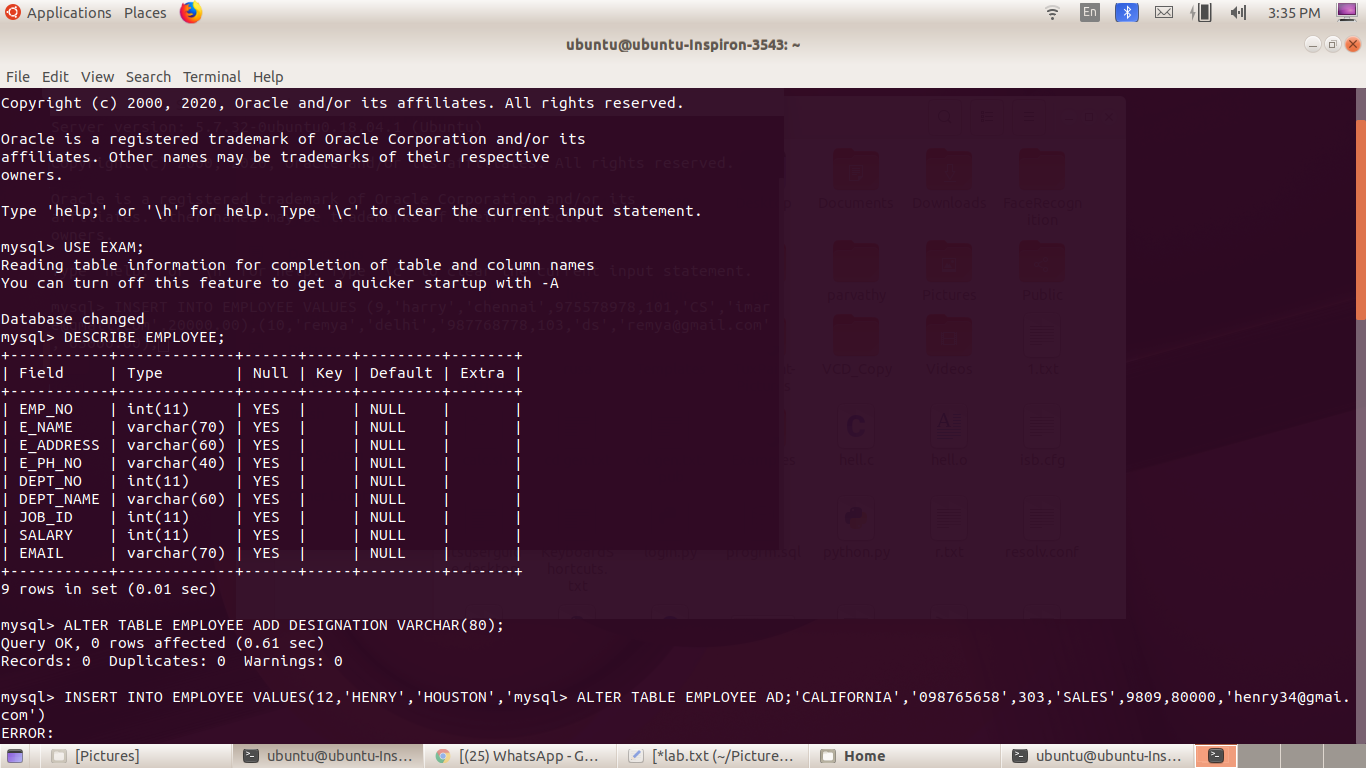 Applications Places En 3:35 PM
ubuntu@ubuntu-Inspiron-3543: ~
File Edit View Search Terminal Help
Copyright (c) 2000, 2020, Oracle and/or its affiliates. All rights reserved.
Oracle is a registered trademark of Oracle Corporation and/or its
affiliates. Other names may be trademarks of their respective
owners.
Type 'help;' or '\h' for help. Type '\c' to clear the current input statement.
mysql> USE EXAM;
Reading table information for completion of table and column names
You can turn off this feature to get a quicker startup with -A
Database changed
mysql> DESCRIBE EMPLOYEE;
+-----------+-------------+------+-----+---------+-------+
| Field     | Type        | Null | Key | Default | Extra |
+-----------+-------------+------+-----+---------+-------+
| EMP_NO    | int(11)     | YES  |     | NULL    |       |
| E_NAME    | varchar(70) | YES  |     | NULL    |       |
| E_ADDRESS | varchar(60) | YES  |     | NULL    |       |
| E_PH_NO   | varchar(40) | YES  |     | NULL    |       |
| DEPT_NO   | int(11)     | YES  |     | NULL    |       |
| DEPT_NAME | varchar(60) | YES  |     | NULL    |       |
| JOB_ID    | int(11)     | YES  |     | NULL    |       |
| SALARY    | int(11)     | YES  |     | NULL    |       |
| EMAIL     | varchar(70) | YES  |     | NULL    |       |
+-----------+-------------+------+-----+---------+-------+
9 rows in set (0.01 sec)
mysql> ALTER TABLE EMPLOYEE ADD DESIGNATION VARCHAR(80);
Query OK, 0 rows affected (0.61 sec)
Records: 0  Duplicates: 0  Warnings: 0
mysql> INSERT INTO EMPLOYEE VALUES(12,'HENRY','HOUSTON','mysql> ALTER TABLE EMPLOYEE AD;'CALIFORNIA','098765658',303,'SALES',9809,80000,'henry34@gmai.
com')
ERROR:
[Pictures] ubuntu@ubuntu-Ins... [(25) WhatsApp - G... [*lab.txt (~/Picture... Home ubuntu@ubuntu-Ins...